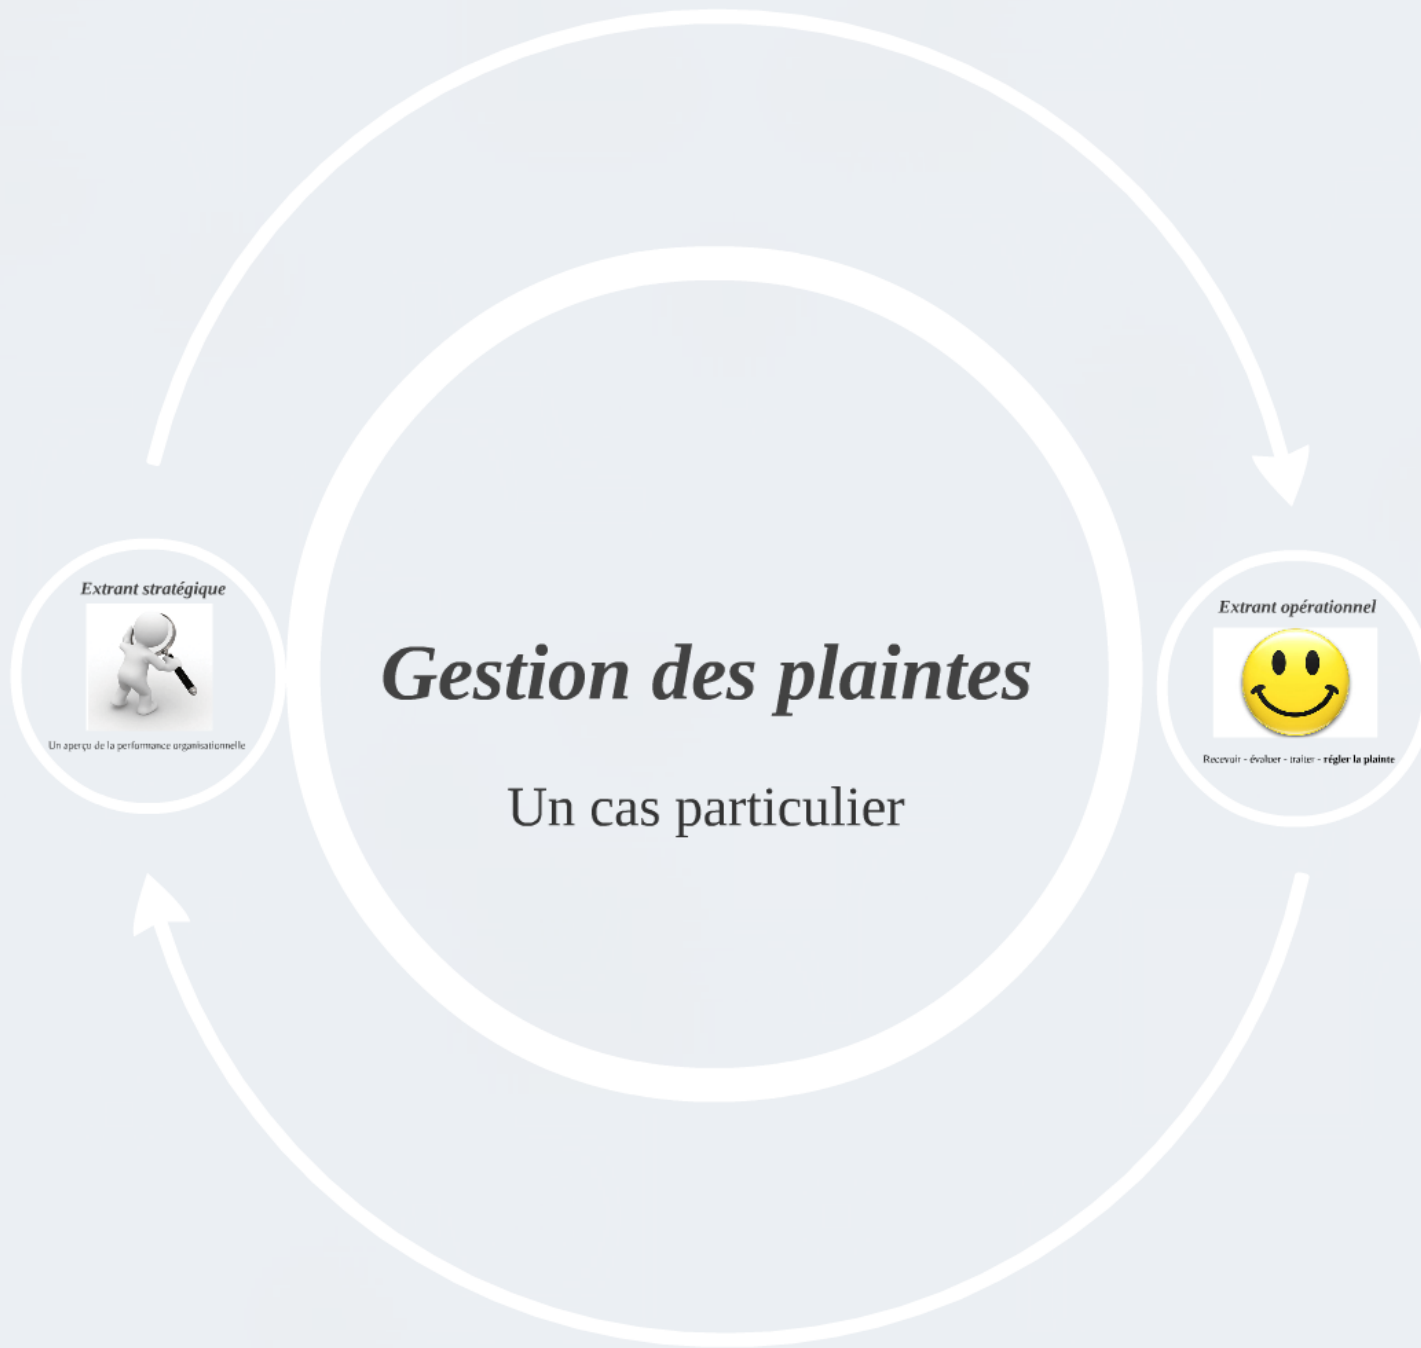 Extrant stratégique
Un aperçu de la performance organisationnelle
Gestion des plaintes
Un cas particulier
Extrant opérationnel
Recevoir - évaluer - traiter - régler la plainte